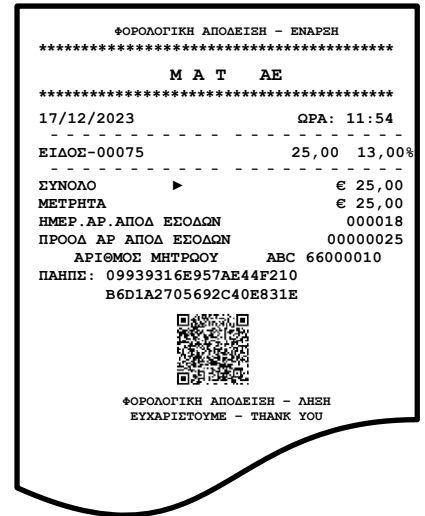 ΦΟΡΟΛΟΓΙΚΗ ΑΠΟΔΕΙΞΗ – ΕΝΑΡΞΗ
****************************************
Μ Α Τ ΑΕ
****************************************
17/12/2023 ΩΡΑ: 11:54
- - - - - - - - - - - - - - - - - - - -
ΕΙΔΟΣ-00075 25,00 13,00%
- - - - - - - - - - - - - - - - - - - -
ΣΥΝΟΛΟ ► € 25,00
ΜΕΤΡΗΤΑ € 25,00
ΗΜΕΡ.ΑΡ.ΑΠΟΔ ΕΣΟΔΩΝ 000018
ΠΡΟΟΔ ΑΡ ΑΠΟΔ ΕΣΟΔΩΝ 00000025
ΑΡΙΘΜΟΣ ΜΗΤΡΩΟΥ ABC 66000010
ΠΑΗΠΣ: 09939316E957AE44F210
B6D1A2705692C40E831E
ΦΟΡΟΛΟΓΙΚΗ ΑΠΟΔΕΙΞΗ – ΛΗΞΗ
ΕΥΧΑΡΙΣΤΟΥΜΕ – THANK YOU